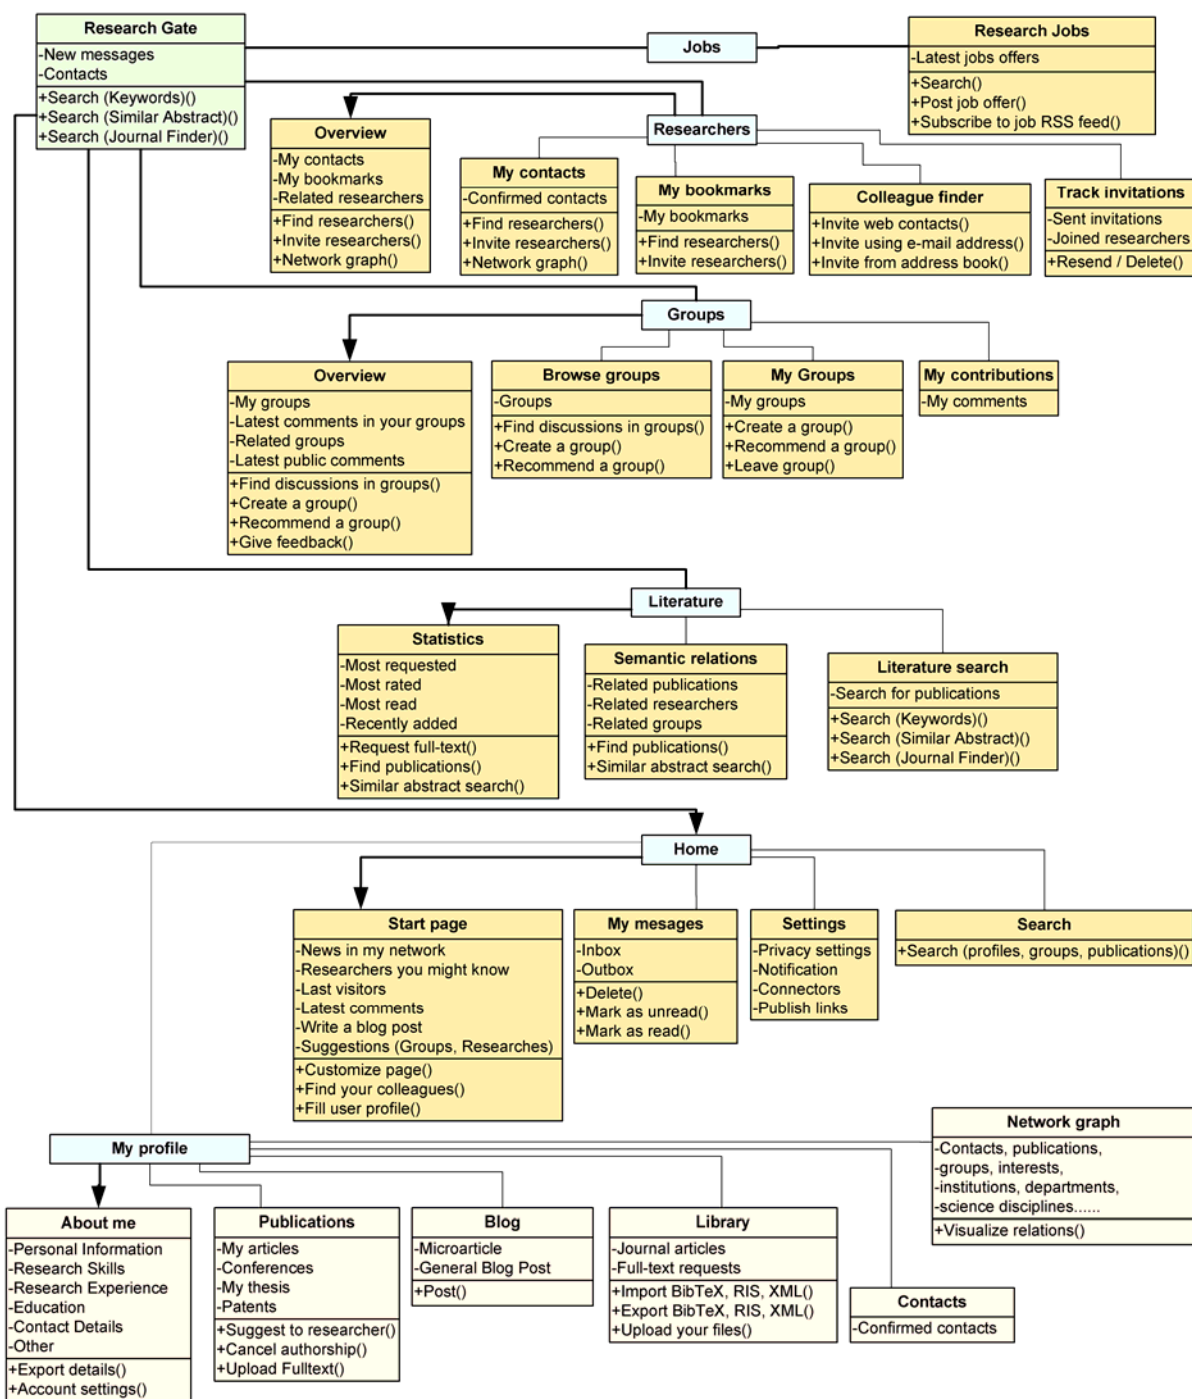 Research Gate
-New messages
-Contacts
+Search (Keywords)()
+Search (Similar Abstract)()
+Search (Journal Finder)()
Jobs
Research Jobs
-Latest jobs offers
+Search()
+Post job offer()
+Subscribe to job RSS feed()
Researchers
Overview
-My contacts
-My bookmarks
-Related researchers
+Find researchers()
+Invite researchers()
+Network graph()
My contacts
-Confirmed contacts
+Find researchers()
+Invite researchers()
+Network graph()
My bookmarks
-My bookmarks
+Find researchers()
+Invite researchers()
Colleague finder
+Invite web contacts()
+Invite using e-mail address()
+Invite from address book()
Track invitations
-Sent invitations
-Joined researchers
+Resend / Delete()
Groups
Overview
-My groups
-Latest comments in your groups
-Related groups
-Latest public comments
+Find discussions in groups()
+Create a group()
+Recommend a group()
+Give feedback()
Browse groups
-Groups
+Find discussions in groups()
+Create a group()
+Recommend a group()
My Groups
-My groups
+Create a group()
+Recommend a group()
+Leave group()
My contributions
-My comments
Literature
Statistics
-Most requested
-Most rated
-Most read
-Recently added
+Request full-text()
+Find publications()
+Similar abstract search()
Semantic relations
-Related publications
-Related researchers
-Related groups
+Find publications()
+Similar abstract search()
Literature search
-Search for publications
+Search (Keywords)()
+Search (Similar Abstract)()
+Search (Journal Finder)()
Home
Start page
-News in my network
-Researchers you might know
-Last visitors
-Latest comments
-Write a blog post
-Suggestions (Groups, Researches)
+Customize page()
+Find your colleagues()
+Fill user profile()
My mesages
-Inbox
-Outbox
+Delete()
+Mark as unread()
+Mark as read()
Settings
-Privacy settings
-Notification
-Connectors
-Publish links
Search
+Search (profiles, groups, publications)()
My profile
Network graph
-Contacts, publications,
-groups, interests,
-institutions, departments,
-science disciplines......
+Visualize relations()
About me
-Personal Information
-Research Skills
-Research Experience
-Education
-Contact Details
-Other
+Export details()
+Account settings()
Publications
-My articles
-Conferences
-My thesis
-Patents
+Suggest to researcher()
+Cancel authorship()
+Upload Fulltext()
Blog
-Microarticle
-General Blog Post
+Post()
Library
-Journal articles
-Full-text requests
+Import BibTeX, RIS, XML()
+Export BibTeX, RIS, XML()
+Upload your files()
Contacts
-Confirmed contacts